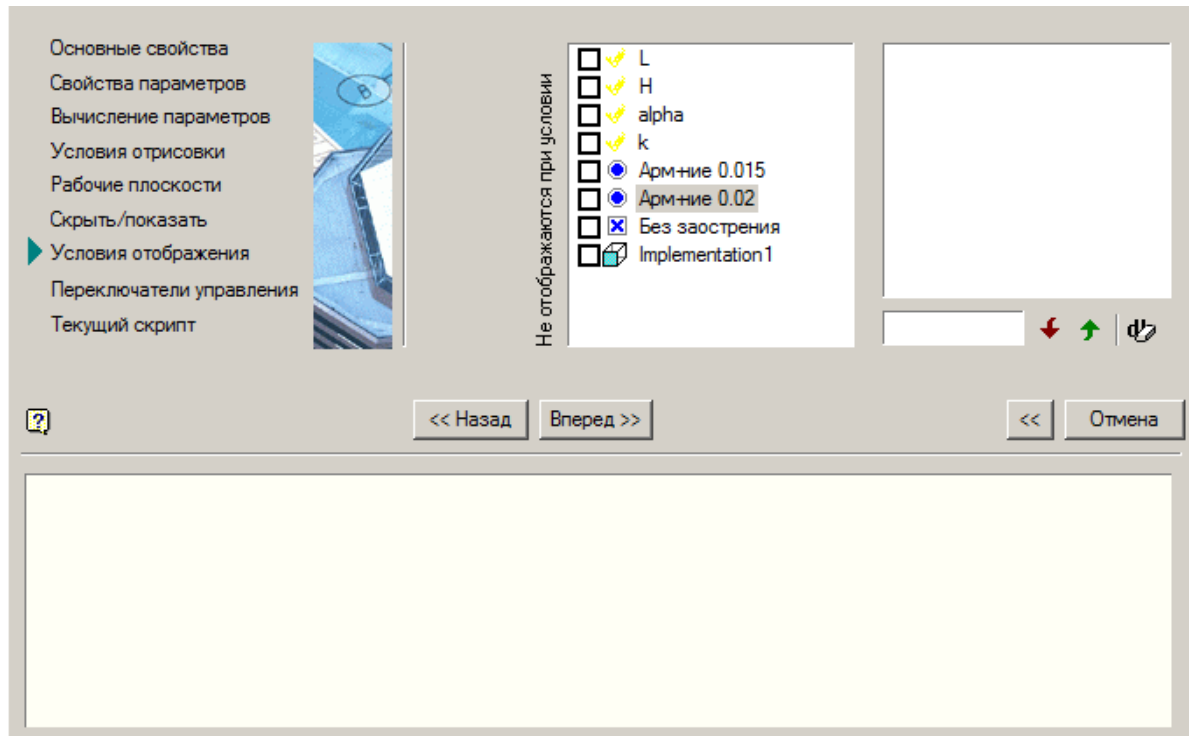 Основные свойства
Свойства параметров
Вычисление параметров
Условия отрисовки
Рабочие плоскости
Скрыть/показать
Условия отображения
Переключатели управления
Текущий скрипт
Не отображаются при условии
L
H
alpha
k
Арм-ние 0.015
Арм-ние 0.02
Без заострения
Implementation1
<< Назад
Вперед >>
<<
Отмена